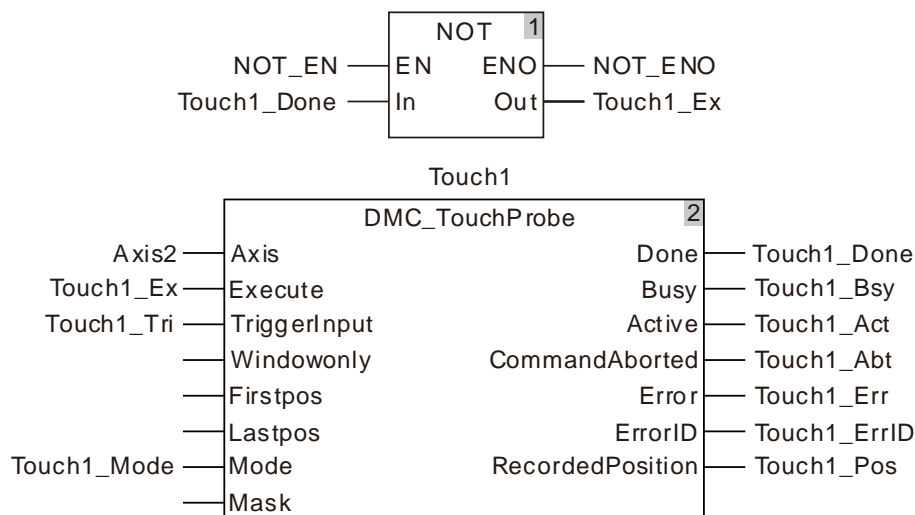 NOT 1
NOT_EN EN ENO NOT_ENO
Touch1_Done In Out Touch1_Ex
Touch1
DMC_TouchProbe 2
Axis2 Axis Done Touch1_Done
Touch1_Ex Execute Busy Touch1_Bsy
Touch1_Tri TriggerInput Active Touch1_Act
Windowonly CommandAborted Touch1_Abt
Firstpos Error Touch1_Err
Lastpos ErrorID Touch1_ErrID
Touch1_Mode Mode RecordedPosition Touch1_Pos
Mask